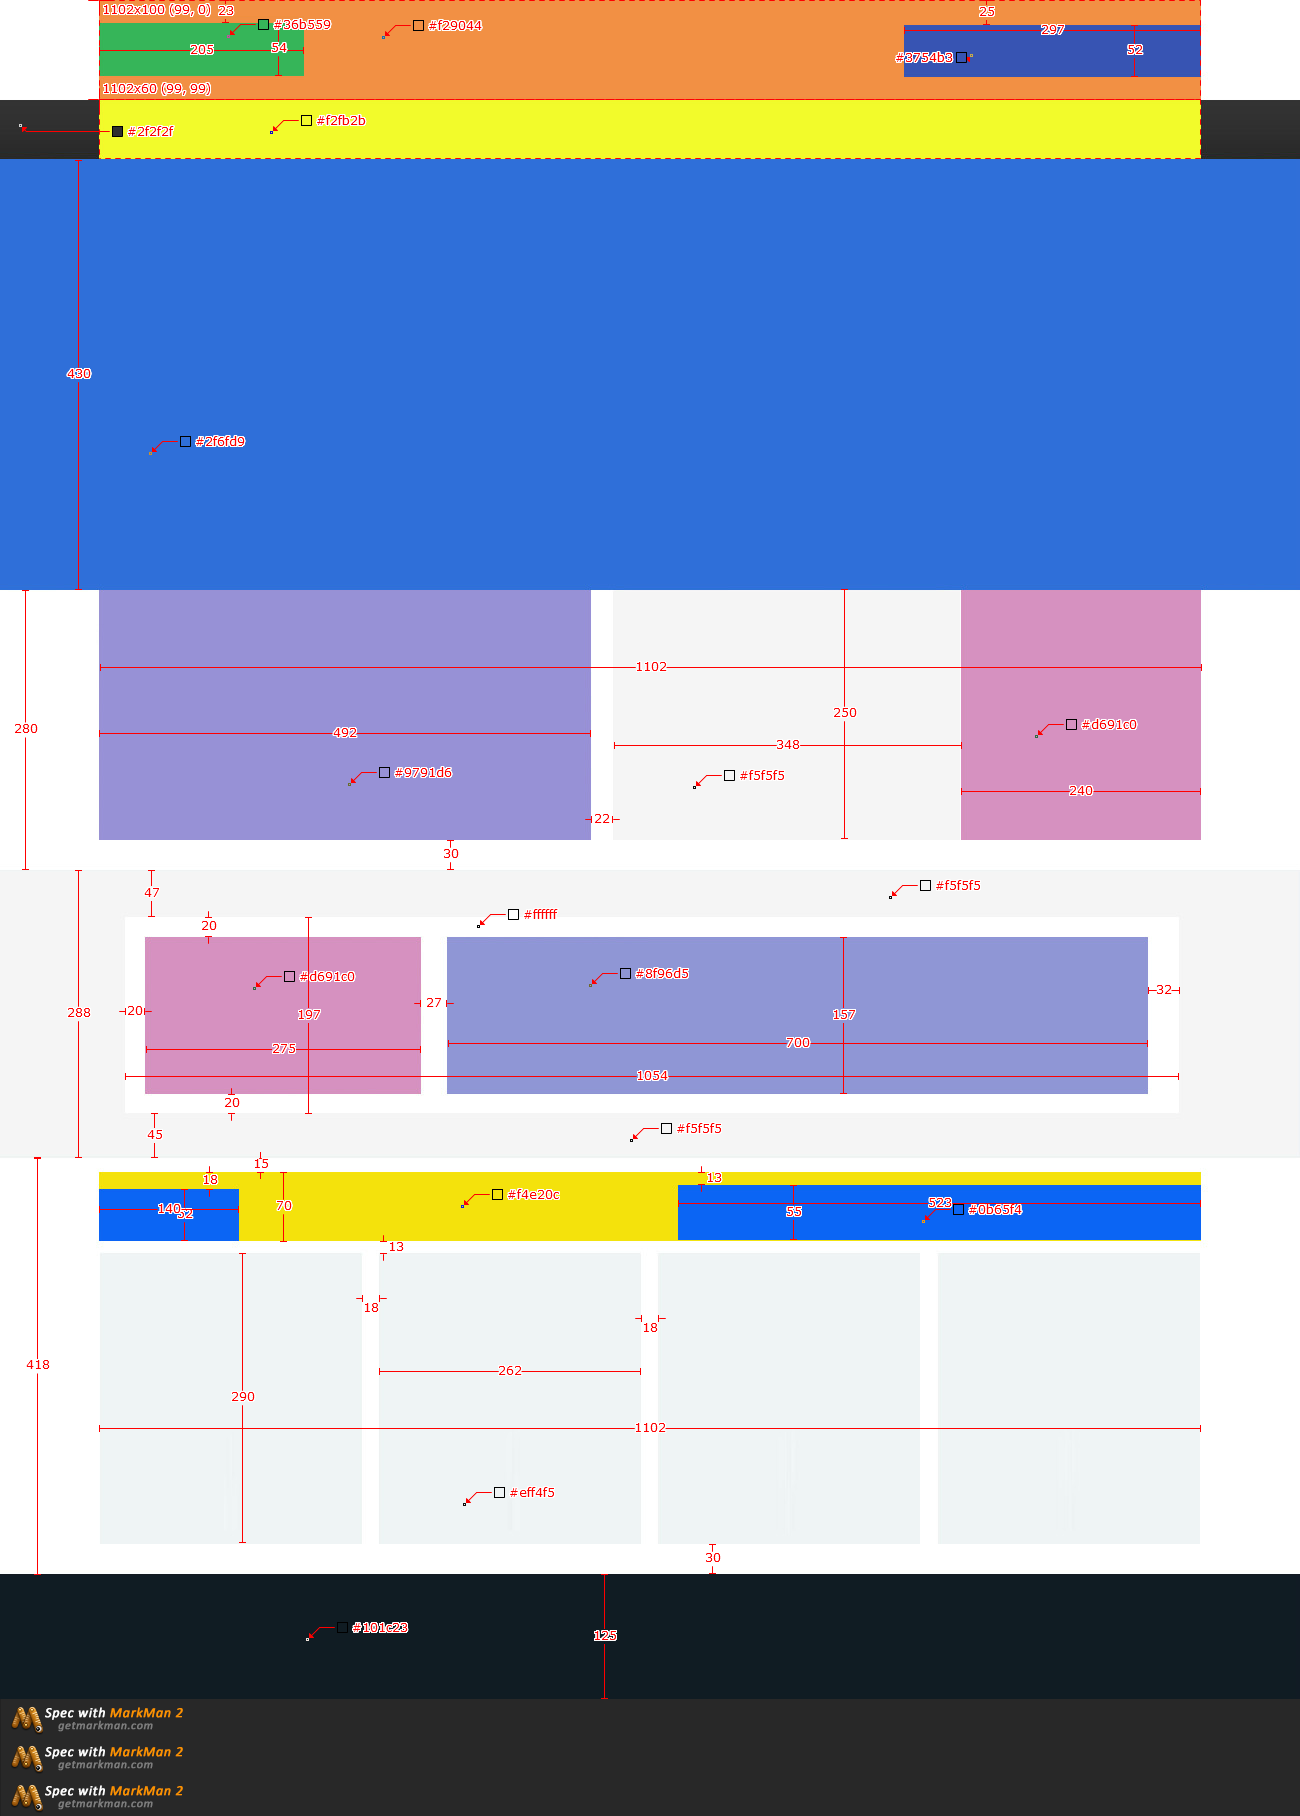 1102x100 (99, 0) 23
25
#36b559
#f29044
297
205
54
52
#3754b3
1102x60 (99, 99)
#f2fb2b
#2f2f2f
430
#2f6fd9
1102
250
#d691c0
280
492
348
#9791d6
#f5f5f5
240
22
30
#f5f5f5
47
#ffffff
20
#d691c0
#8f96d5
32
20
27
288
197
157
700
275
1054
20
#f5f5f5
45
15
18
13
#f4e20c
70
523
140
52
55
#0b65f4
13
18
18
418
262
290
1102
#eff4f5
30
#101c23
125
Spec with MarkMan 2
getmarkman.com
Spec with MarkMan 2
getmarkman.com
Spec with MarkMan 2
getmarkman.com